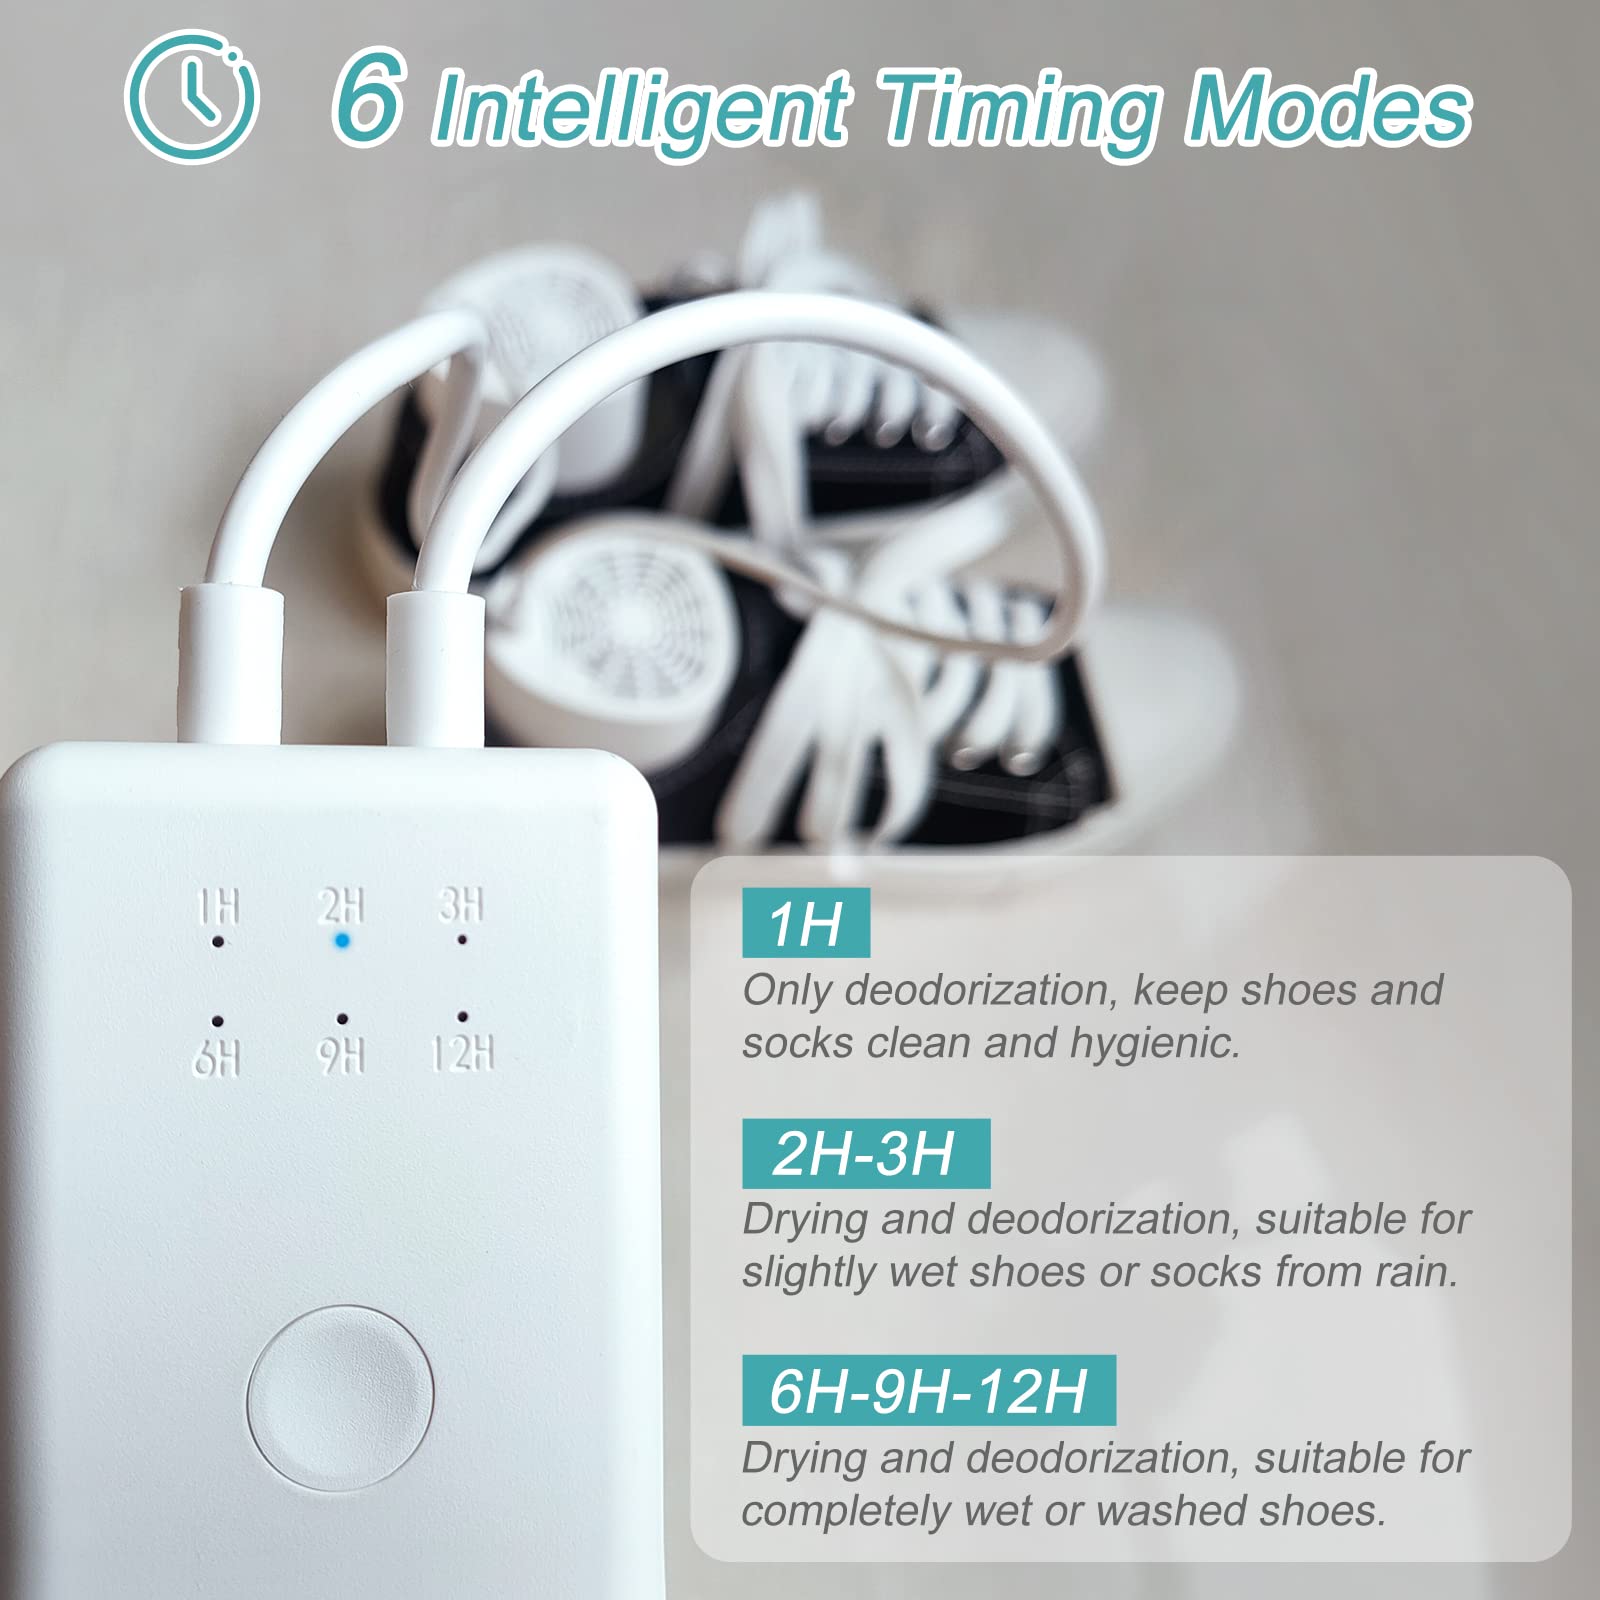 6 Intelligent Timing Modes
1H 2H 3H
6H 9H 12H
1H
Only deodorization, keep shoes and
socks clean and hygienic.
2H-3H
Drying and deodorization, suitable for
slightly wet shoes or socks from rain.
6H-9H-12H
Drying and deodorization, suitable for
completely wet or washed shoes.